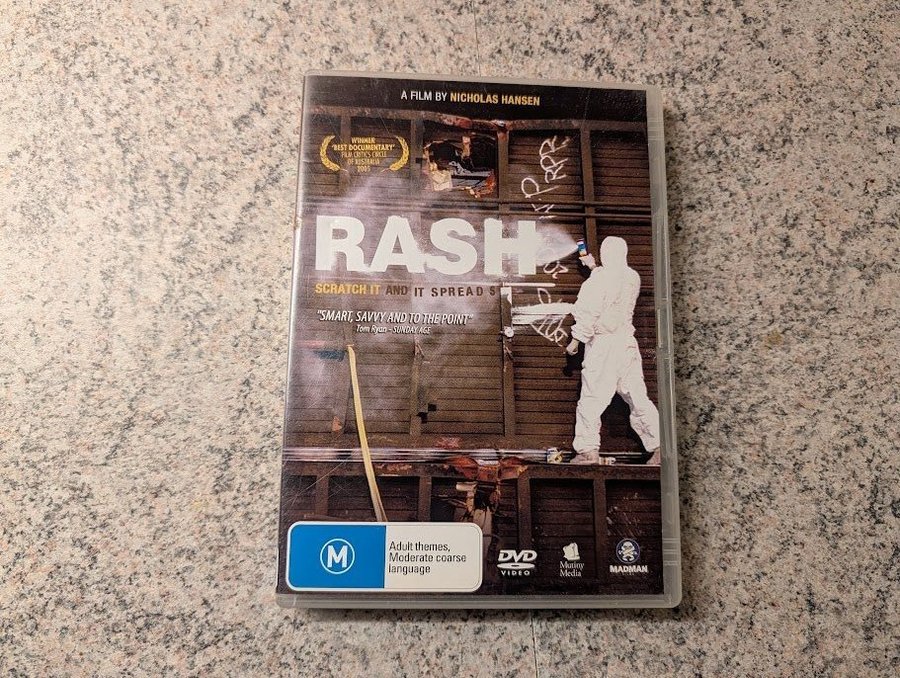 A FILM BY NICHOLAS HANSEN
WINNER
'BEST DOCUMENTARY'
FILM CRITICS CIRCLE
OF AUSTRALIA
2005
RASH
SCRATCH IT AND IT SPREADS
"SMART, SAVVY AND TO THE POINT"
Tom Ryan - SUNDAY AGE
M
Adult themes,
Moderate coarse
language
DVD
VIDEO
Mutiny
Media
MADMAN